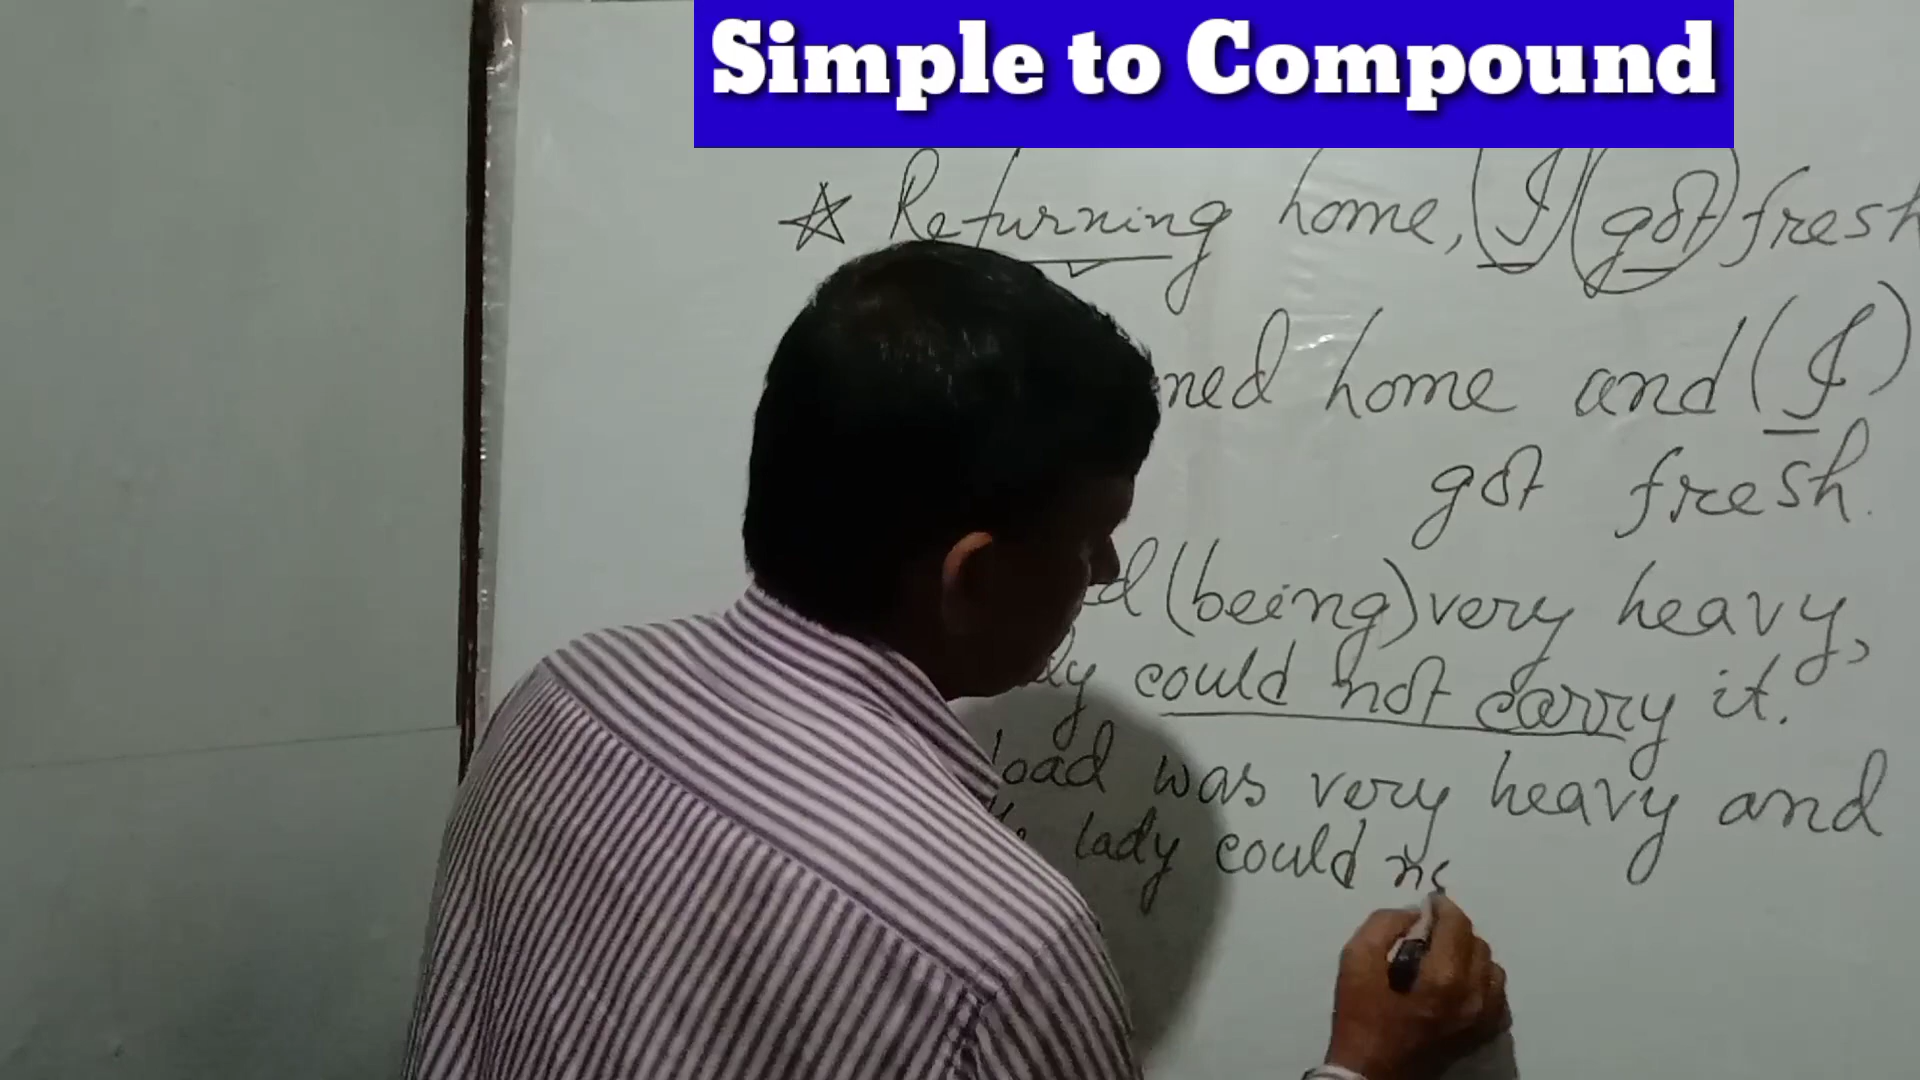 Simple to Compound
Returning home, I got fresh
ned home and (I)
got fresh.
(being) very heavy,
could not carry it.
load was very heavy and
lady could no